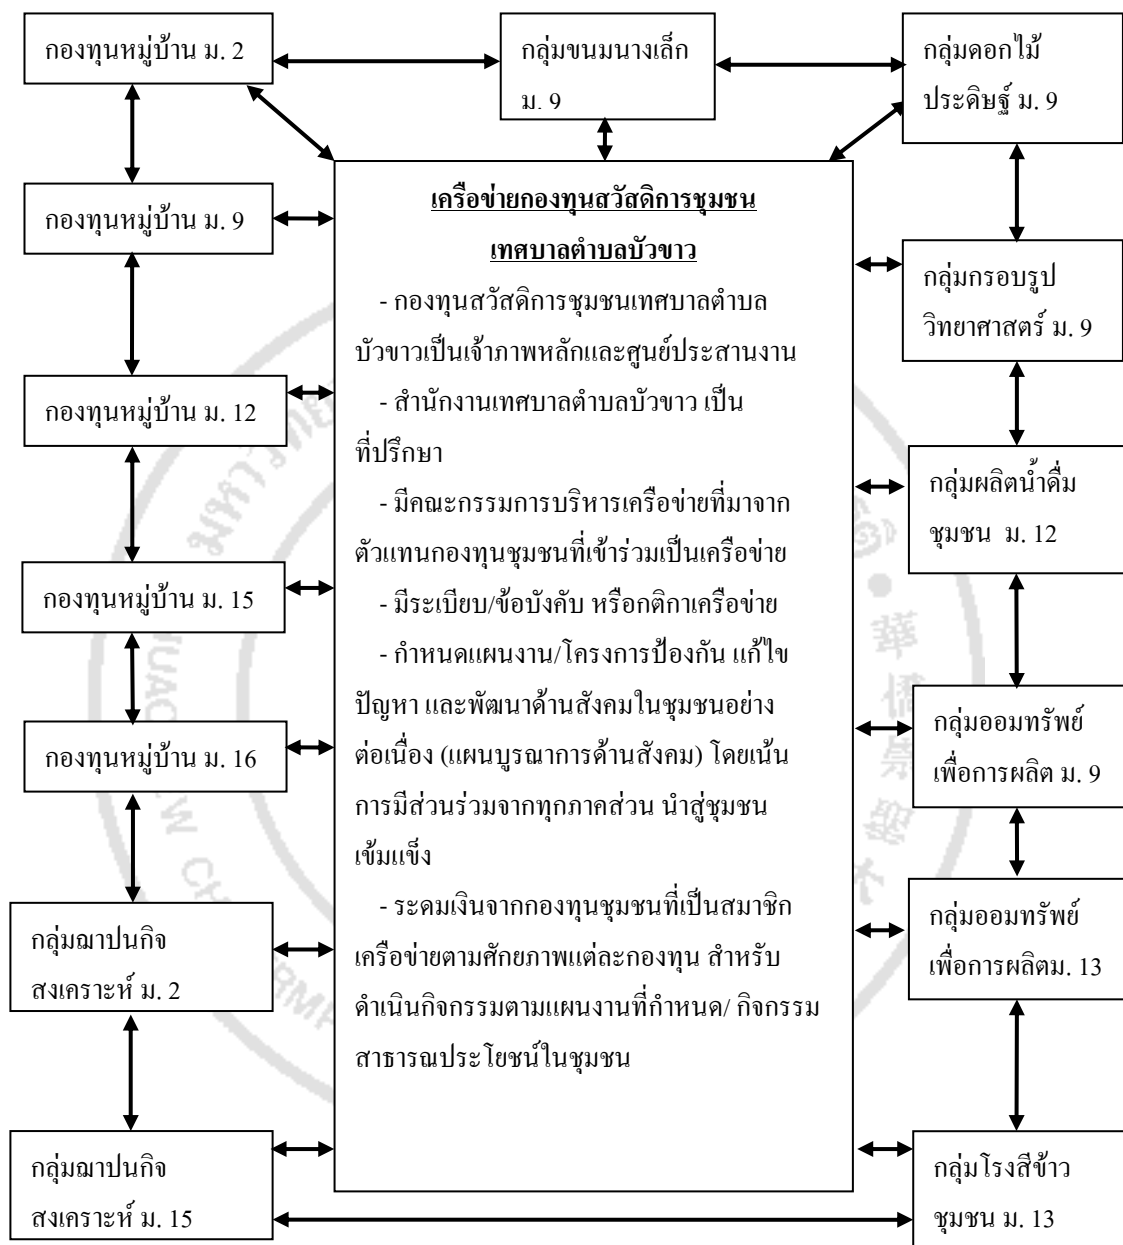 กองทุนหมู่บ้าน ม. 2
กลุ่มขนมนางเล็ก
ม. 9
กลุ่มดอกไม้
ประดิษฐ์ ม. 9
กองทุนหมู่บ้าน ม. 9
กองทุนหมู่บ้าน ม. 12
กองทุนหมู่บ้าน ม. 15
กองทุนหมู่บ้าน ม. 16
กลุ่มฌาปนกิจ
สงเคราะห์ ม. 2
กลุ่มฌาปนกิจ
สงเคราะห์ ม. 15
เครือข่ายกองทุนสวัสดิการชุมชน
เทศบาลตำบลบัวขาว
- กองทุนสวัสดิการชุมชนเทศบาลตำบล
บัวขาวเป็นเจ้าภาพหลักและศูนย์ประสานงาน
- สำนักงานเทศบาลตำบลบัวขาว เป็น
ที่ปรึกษา
- มีคณะกรรมการบริหารเครือข่ายที่มาจาก
ตัวแทนกองทุนชุมชนที่เข้าร่วมเป็นเครือข่าย
- มีระเบียบ/ข้อบังคับ หรือกติกาเครือข่าย
- กำหนดแผนงาน/โครงการป้องกัน แก้ไข
ปัญหา และพัฒนาด้านสังคมในชุมชนอย่าง
ต่อเนื่อง (แผนบูรณาการด้านสังคม) โดยเน้น
การมีส่วนร่วมจากทุกภาคส่วน นำสู่ชุมชน
เข้มแข็ง
- ระดมเงินจากกองทุนชุมชนที่เป็นสมาชิก
เครือข่ายตามศักยภาพแต่ละกองทุน สำหรับ
ดำเนินกิจกรรมตามแผนงานที่กำหนด/ กิจกรรม
สาธารณประโยชน์ในชุมชน
กลุ่มกรอบรูป
วิทยาศาสตร์ ม. 9
กลุ่มผลิตน้ำดื่ม
ชุมชน ม. 12
กลุ่มออมทรัพย์
เพื่อการผลิต ม. 9
กลุ่มออมทรัพย์
เพื่อการผลิตม. 13
กลุ่มโรงสีข้าว
ชุมชน ม. 13